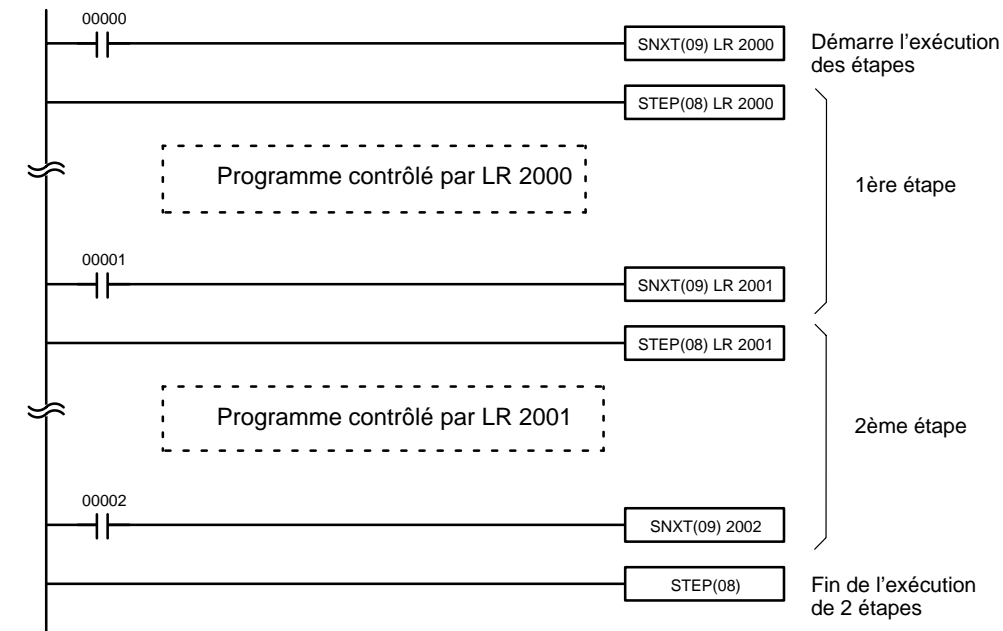 00000
SNXT(09) LR 2000
Démarre l’exécution
des étapes
STEP(08) LR 2000
Programme contrôlé par LR 2000
1ère étape
00001
SNXT(09) LR 2001
STEP(08) LR 2001
Programme contrôlé par LR 2001
2ème étape
00002
SNXT(09) 2002
STEP(08)
Fin de l’exécution
de 2 étapes